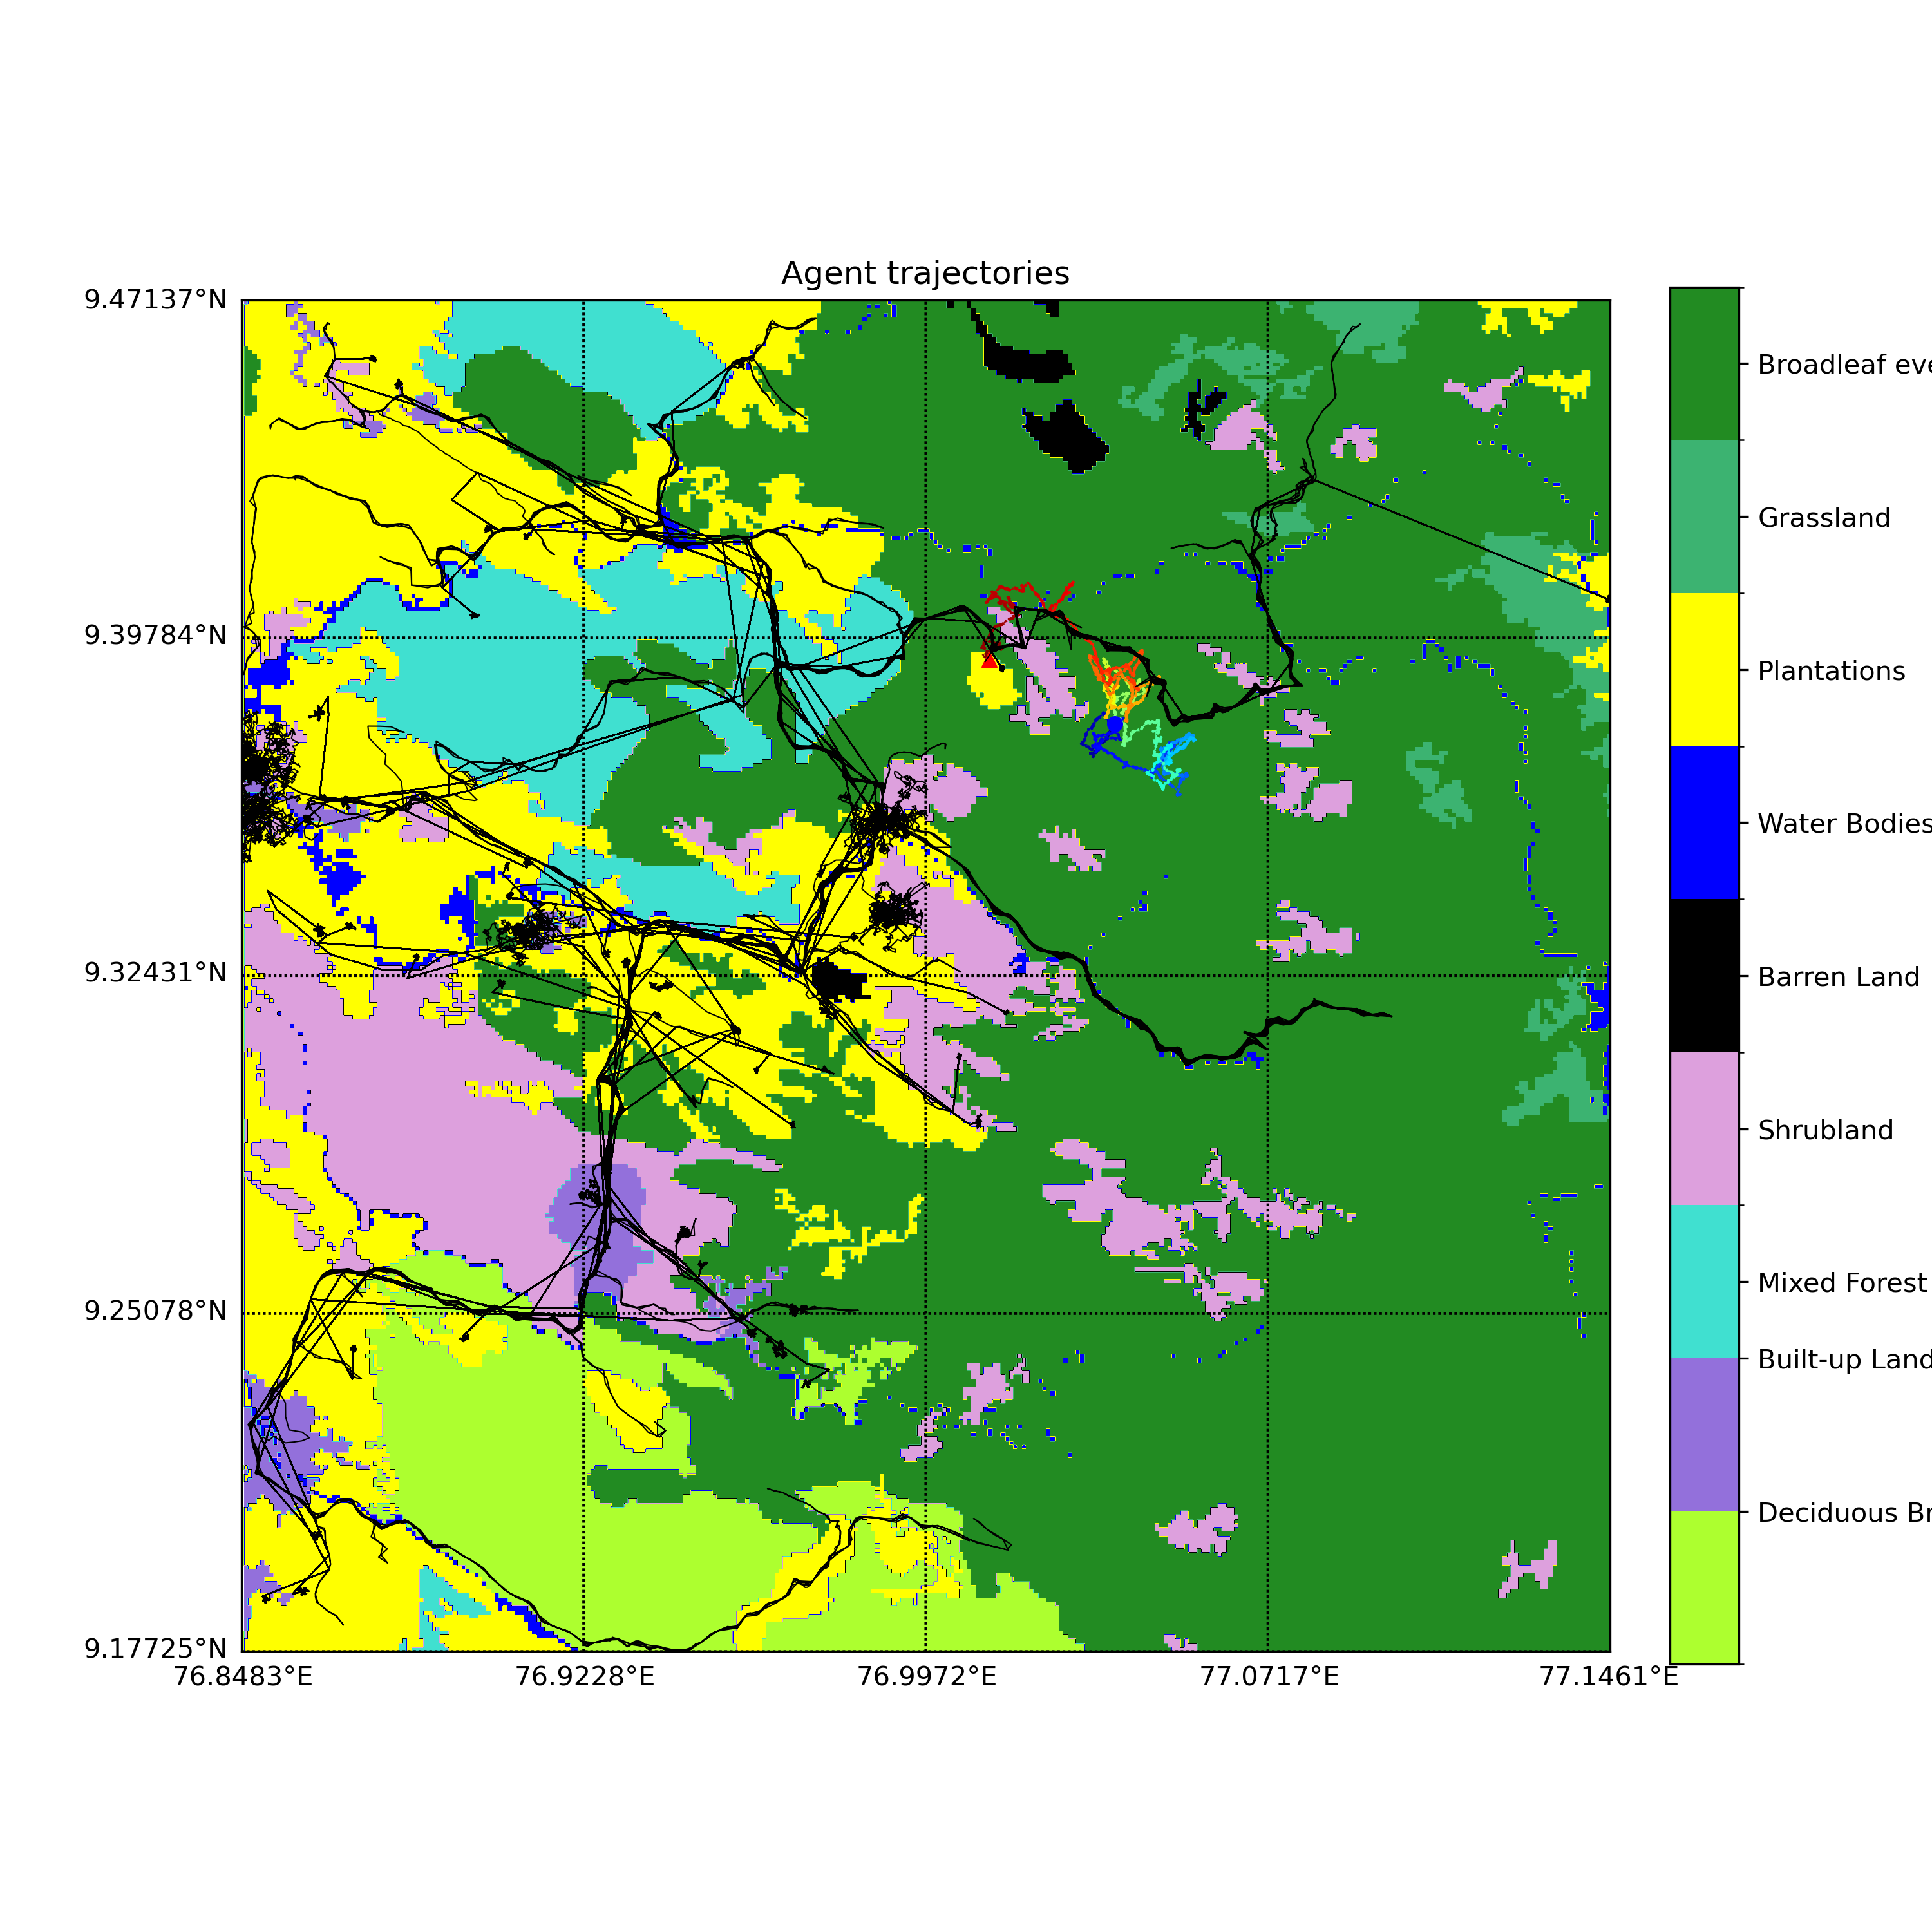 Agent trajectories
9.47137°N
9.39784°N
9.32431°N
9.25078°N
9.17725°N
76.8483°E
76.9228°E
76.9972°E
77.0717°E
77.1461°E
Broadleaf eve
Grassland
Plantations
Water Bodies
Barren Land
Shrubland
Mixed Forest
Built-up Land
Deciduous Br